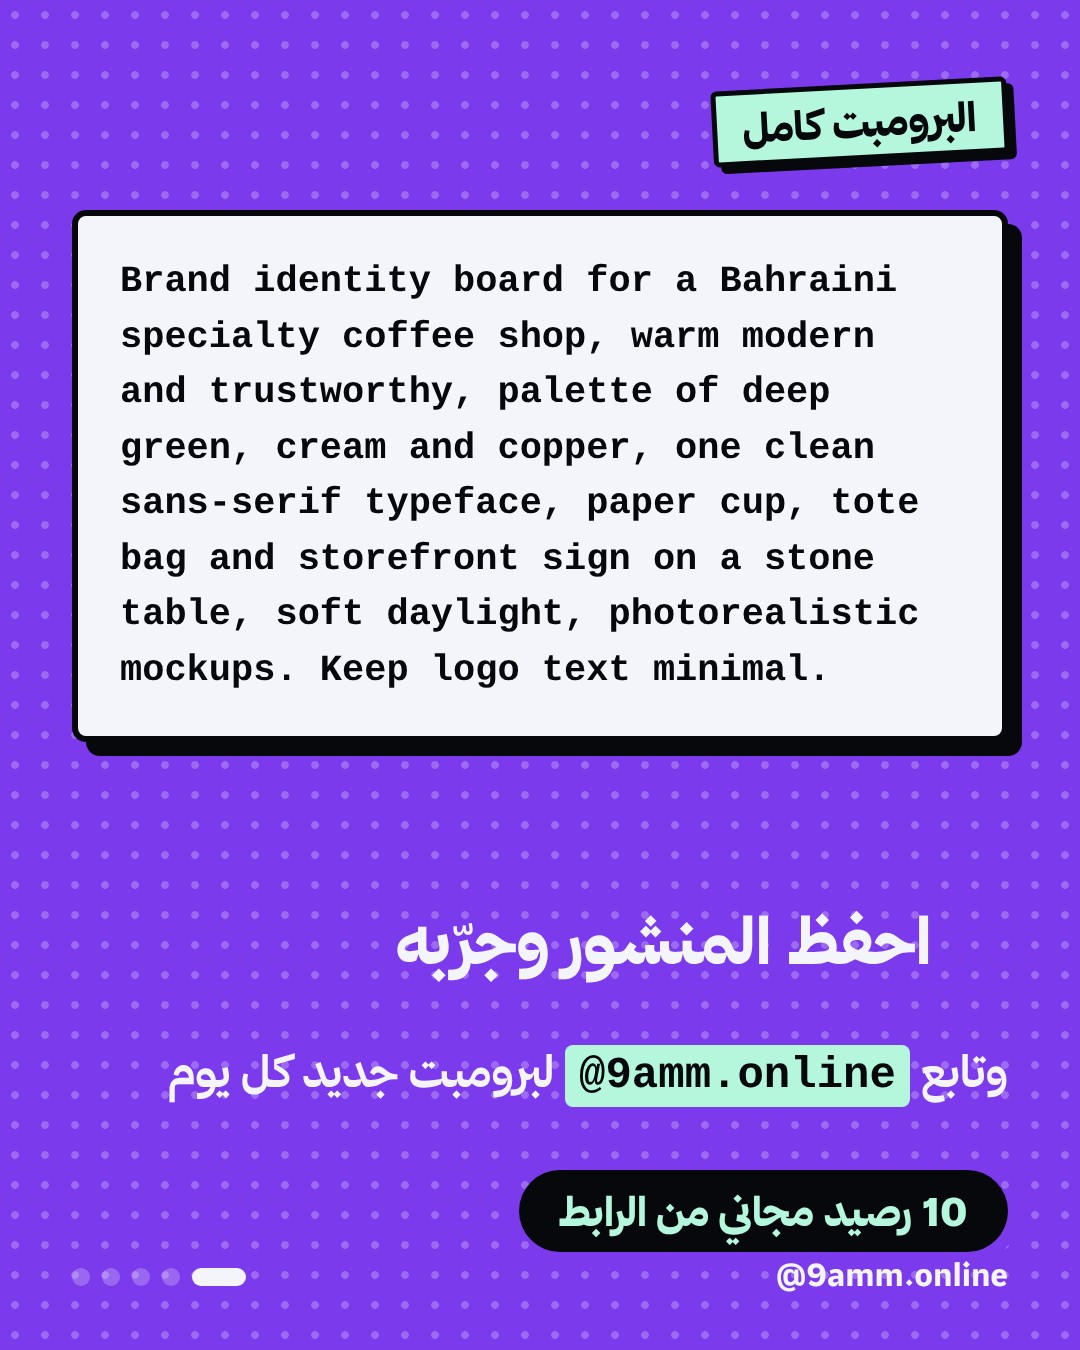 البرومبت كامل
Brand identity board for a Bahraini
specialty coffee shop, warm modern
and trustworthy, palette of deep
green, cream and copper, one clean
sans-serif typeface, paper cup, tote
bag and storefront sign on a stone
table, soft daylight, photorealistic
mockups. Keep logo text minimal.
احفظ المنشور وجرّبه
وتابع @9amm.online لبرومبت جديد كل يوم
10 رصيد مجاني من الرابط
@9amm.online